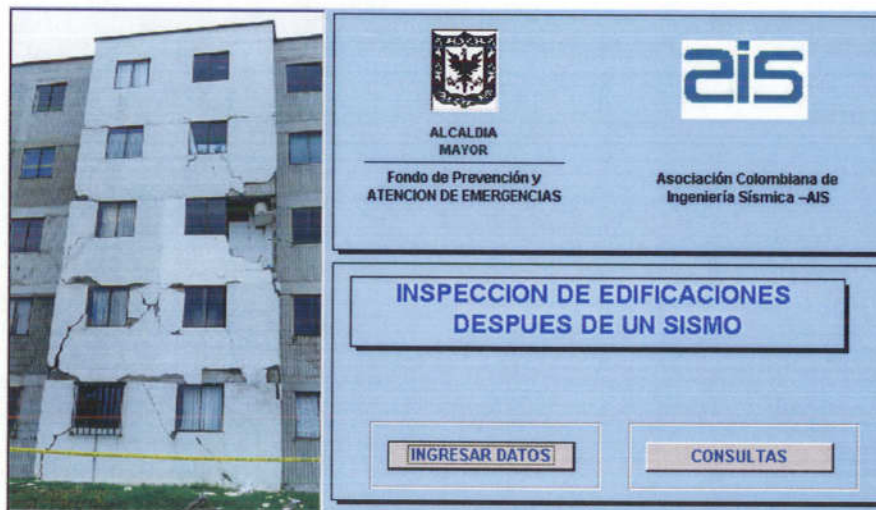 ALCALDIA
MAYOR
Fondo de Prevención y
ATENCION DE EMERGENCIAS
ais
Asociación Colombiana de
Ingeniería Sísmica –AIS
INSPECCION DE EDIFICACIONES
DESPUES DE UN SISMO
INGRESAR DATOS
CONSULTAS